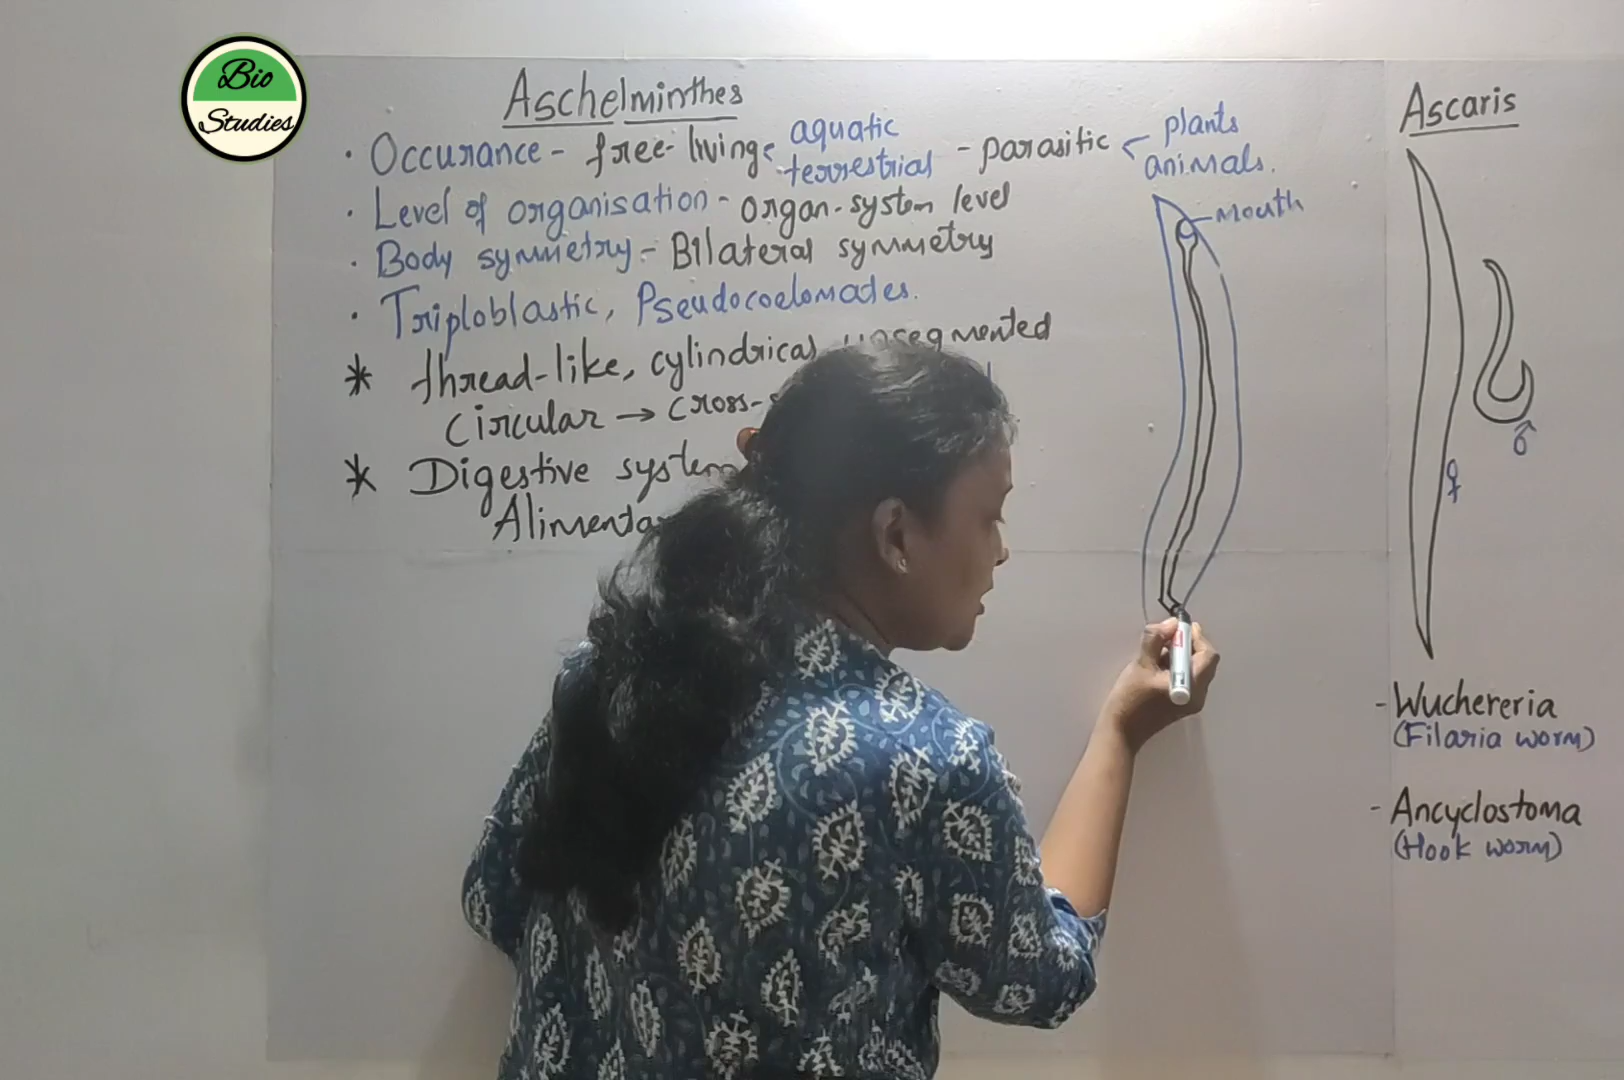 Bio
Studies
Aschelminthes
· Occurance - free-living < aquatic terrestrial - parasitic < plants animals.
· Level of organisation - organ-system level
· Body symmetry - Bilateral symmetry
· Triploblastic, Pseudocoelomades.
* thread-like, cylindrical, unsegmented
circular → cross-
* Digestive system
Mouth
Ascaris
♂
♀
- Wuchereria
(Filaria worm)
- Ancyclostoma
(Hook worm)